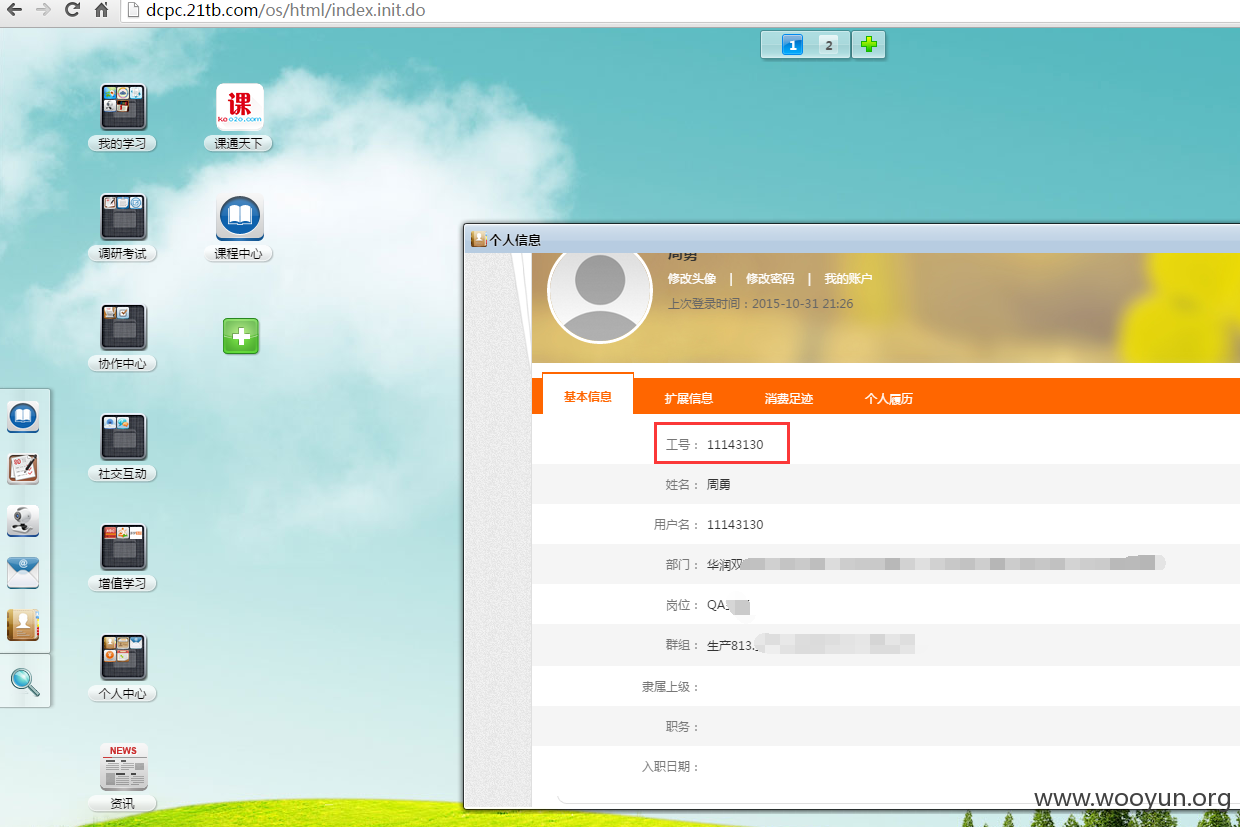 dcpc.21tb.com/os/html/index.init.do
1 2
我的学习
课
ko020.com
课通天下
调研考试
课程中心
协作中心
社交互动
增值学习
个人中心
NEWS
资讯
个人信息
周勇
修改头像 | 修改密码 | 我的账户
上次登录时间：2015-10-31 21:26
基本信息 扩展信息 消费足迹 个人履历
工号： 11143130
姓名： 周勇
用户名： 11143130
部门： 华润双
岗位： QA
群组： 生产813.
隶属上级：
职务：
入职日期：
www.wooyun.org